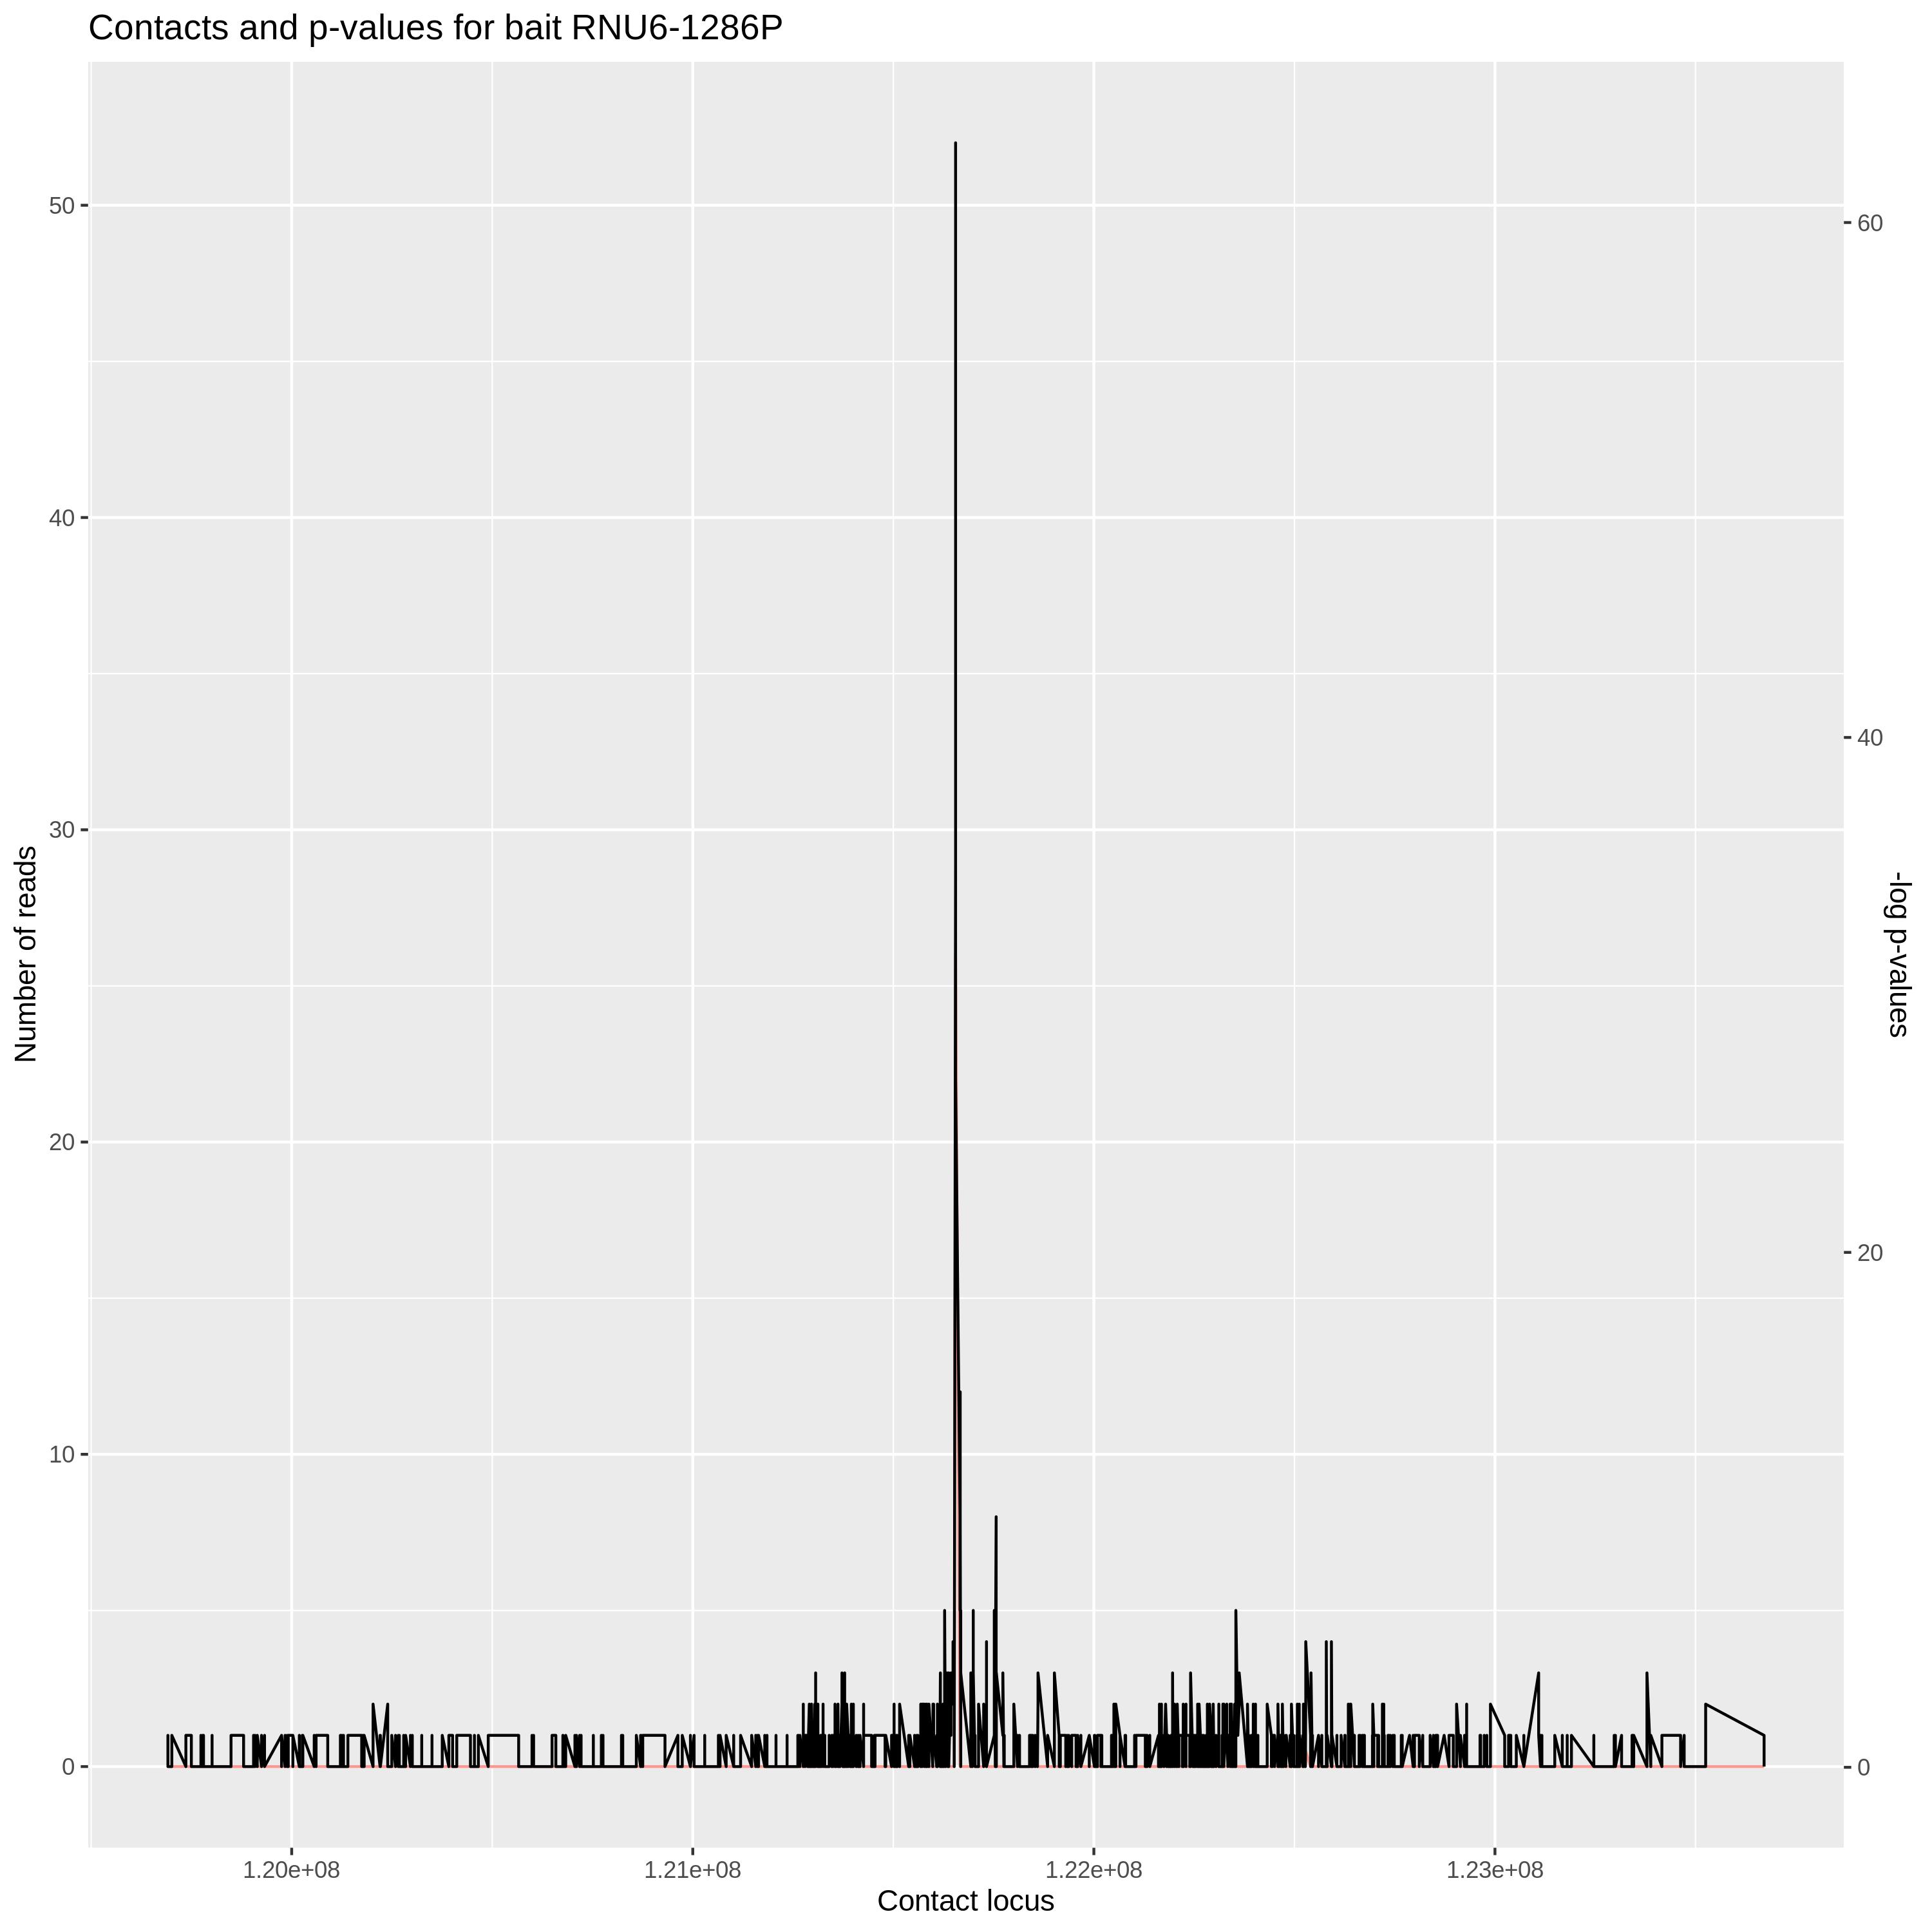 Contacts and p-values for bait RNU6-1286P
50
40
30
20
10
0
Number of reads
60
40
20
0
-log p-values
1.20e+08
1.21e+08
1.22e+08
1.23e+08
Contact locus